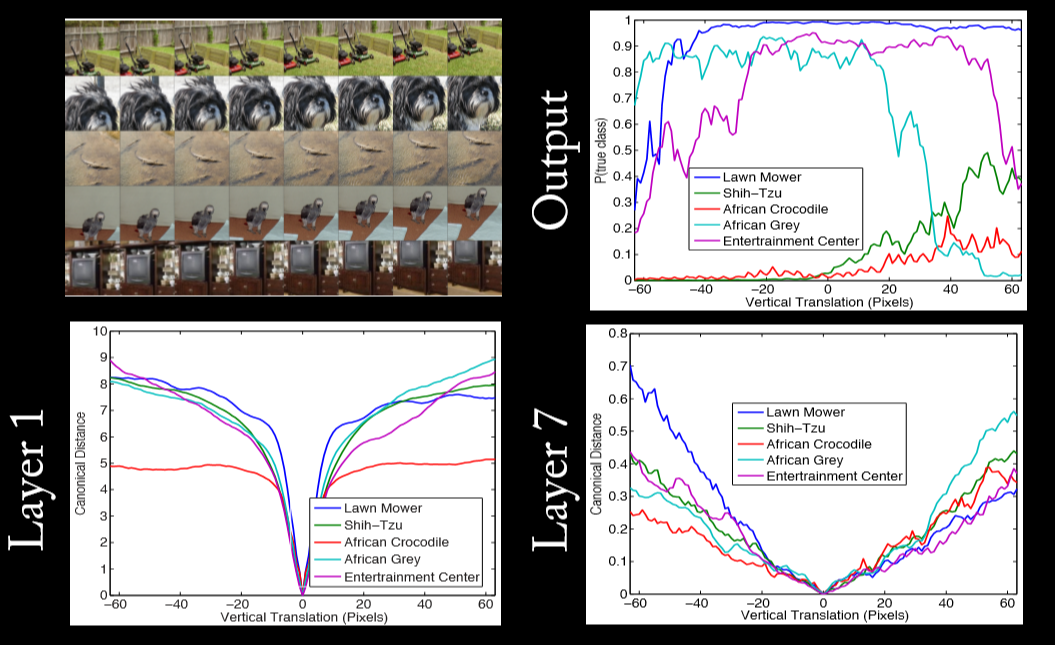 Output
P(true class)
1
0.9
0.8
0.7
0.6
0.5
0.4
0.3
0.2
0.1
0
Lawn Mower
Shih−Tzu
African Crocodile
African Grey
Entertrainment Center
−60 −40 −20 0 20 40 60
Vertical Translation (Pixels)
Layer 1
Canonical Distance
10
9
8
7
6
5
4
3
2
1
0
Lawn Mower
Shih−Tzu
African Crocodile
African Grey
Entertrainment Center
−60 −40 −20 0 20 40 60
Vertical Translation (Pixels)
Layer 7
Canonical Distance
0.8
0.7
0.6
0.5
0.4
0.3
0.2
0.1
0
Lawn Mower
Shih−Tzu
African Crocodile
African Grey
Entertrainment Center
−60 −40 −20 0 20 40 60
Vertical Translation (Pixels)